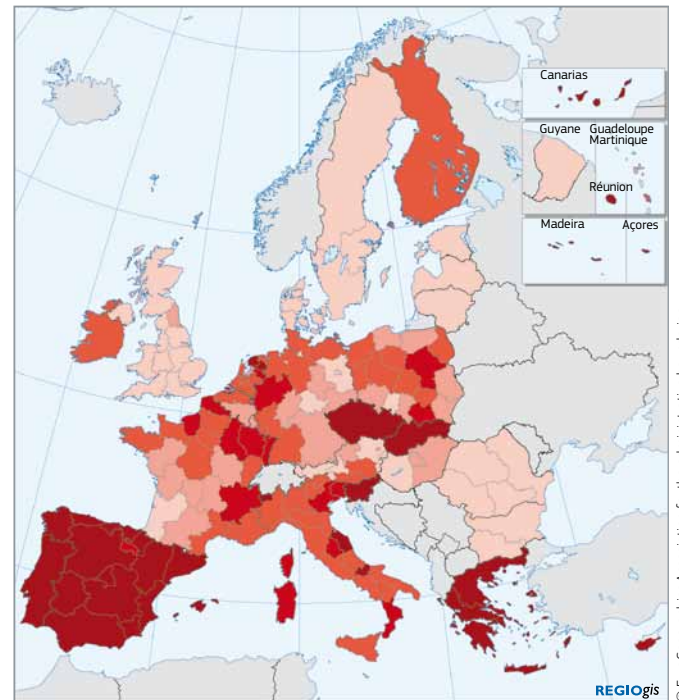 Canarias
Guyane
Guadeloupe
Martinique
Réunion
Madeira
Açores
REGIOgis